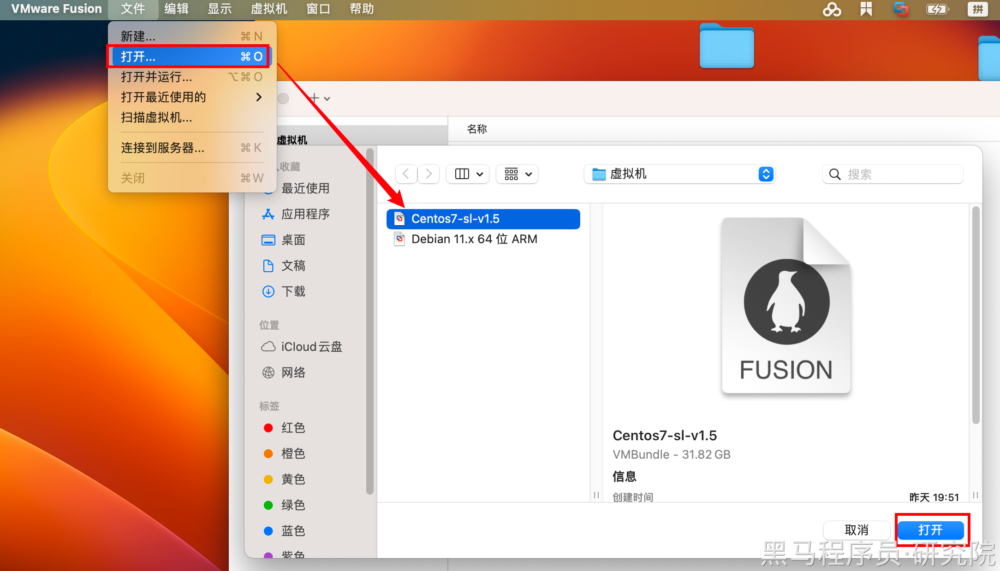 VMware Fusion 文件 编辑 显示 虚拟机 窗口 帮助 拼
新建... ⌘ N
打开... ⌘ O
打开并运行... ⌥ ⌘ O
打开最近使用的
扫描虚拟机...
连接到服务器... ⌘ K
关闭 ⌘ W
名称
虚拟机
收藏
最近使用
应用程序
桌面
文稿
下载
位置
iCloud云盘
网络
标签
红色
橙色
黄色
绿色
蓝色
紫色
虚拟机
搜索
Centos7-sl-v1.5
Debian 11.x 64 位 ARM
FUSION
Centos7-sl-v1.5
VMBundle - 31.82 GB
信息
创建时间 昨天 19:51
取消 打开
黑马程序员·研究院